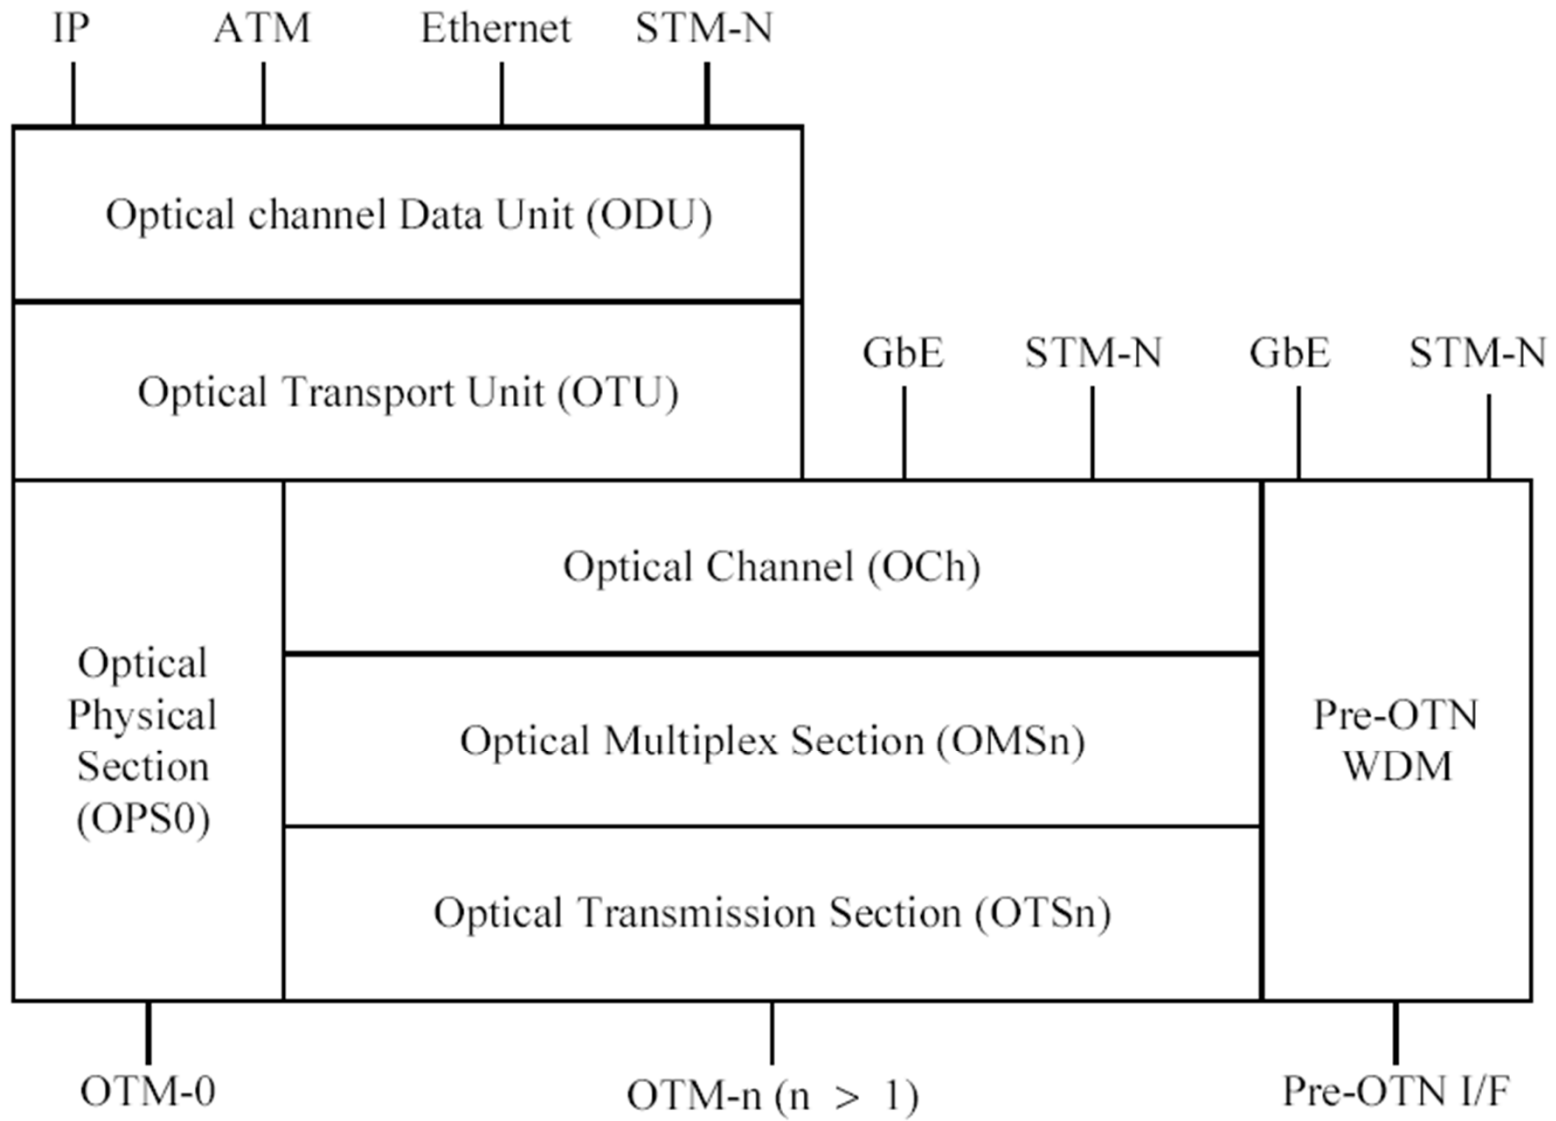 IP ATM Ethernet STM-N
Optical channel Data Unit (ODU)
Optical Transport Unit (OTU)
GbE STM-N GbE STM-N
Optical Channel (OCh)
Optical
Physical
Section
(OPS0)
Optical Multiplex Section (OMSn)
Pre-OTN
WDM
Optical Transmission Section (OTSn)
OTM-0 OTM-n (n > 1) Pre-OTN I/F